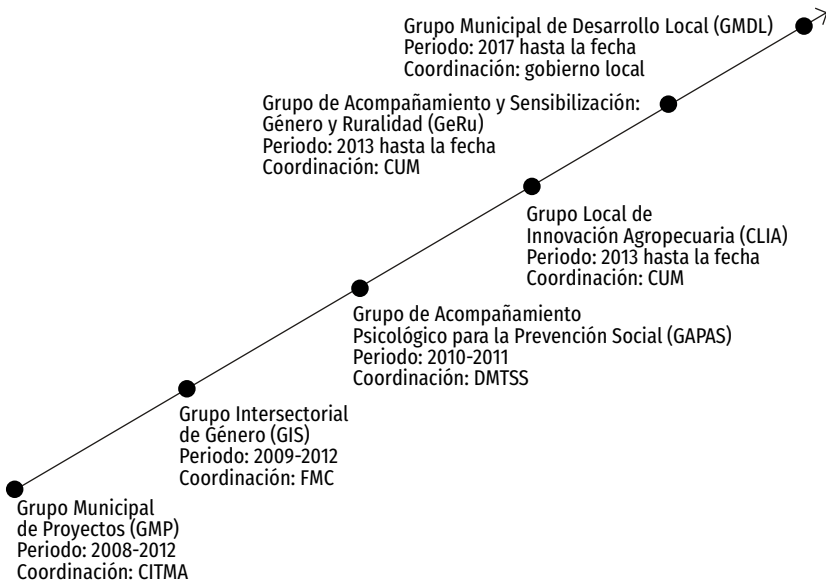 Grupo Municipal de Desarrollo Local (GMDL)
Periodo: 2017 hasta la fecha
Coordinación: gobierno local
Grupo de Acompañamiento y Sensibilización:
Género y Ruralidad (GeRu)
Periodo: 2013 hasta la fecha
Coordinación: CUM
Grupo Local de
Innovación Agropecuaria (CLIA)
Periodo: 2013 hasta la fecha
Coordinación: CUM
Grupo de Acompañamiento
Psicológico para la Prevención Social (GAPAS)
Periodo: 2010-2011
Coordinación: DMTSS
Grupo Intersectorial
de Género (GIS)
Periodo: 2009-2012
Coordinación: FMC
Grupo Municipal
de Proyectos (GMP)
Periodo: 2008-2012
Coordinación: CITMA